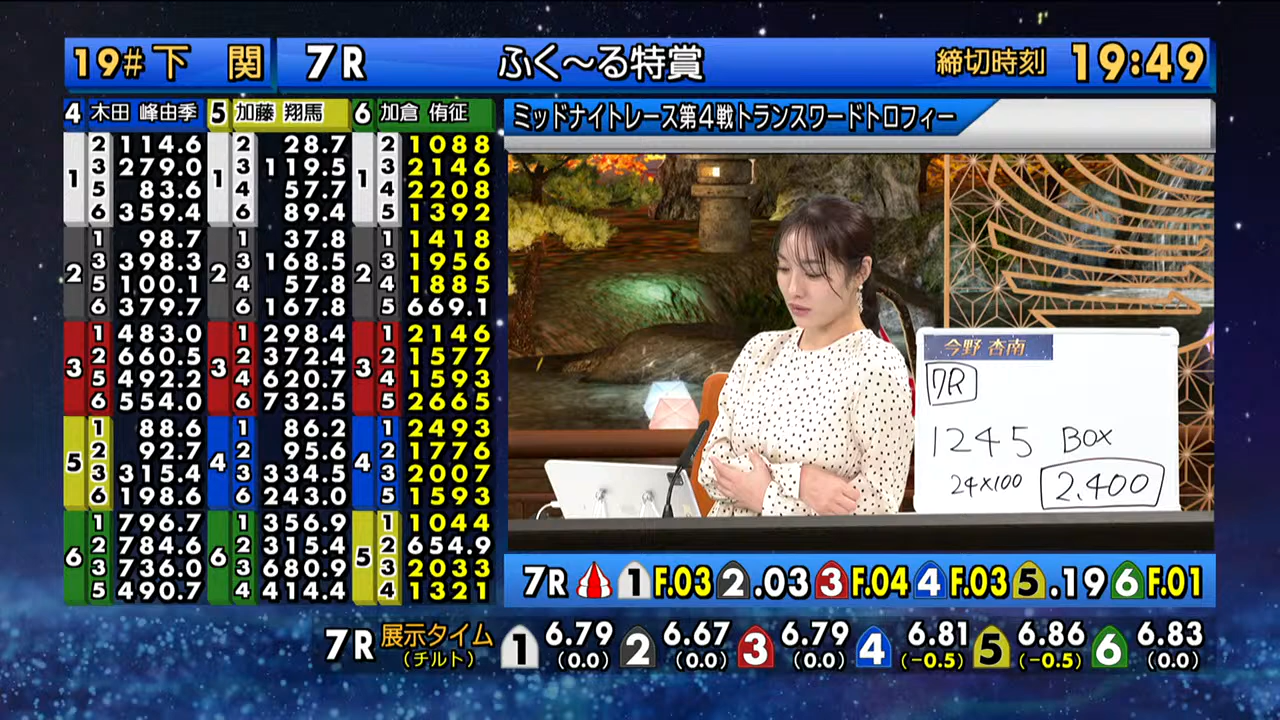 19# 下 関 7R ふく～る特賞 締切時刻 19:49
4 木田 峰由季 5 加藤 翔馬 6 加倉 侑征
ミッドナイトレース第4戦トランスワードトロフィー
1 2 114.6 1 2 28.7 1 2 1088
3 279.0 3 119.5 3 2146
5 83.6 4 57.7 4 2208
6 359.4 6 89.4 5 1392
2 1 98.7 2 1 37.8 2 1 1418
3 398.3 3 168.5 3 1956
5 100.1 4 57.8 4 1885
6 379.7 6 167.8 5 669.1
3 1 483.0 3 1 298.4 3 1 2146
2 660.5 2 372.4 2 1577
5 492.2 4 620.7 4 1593
6 554.0 6 732.5 5 2665
5 1 88.6 4 1 86.2 4 1 2493
2 92.7 2 95.6 2 1776
3 315.4 3 334.5 3 2007
6 198.6 6 243.0 5 1593
6 1 796.7 6 1 356.9 5 1 1044
2 784.6 2 315.4 2 654.9
3 736.0 3 680.9 3 2033
5 490.7 4 414.4 4 1321
今野 杏南
7R
1245 BOX
24×100 2.400
7R 1 F.03 2 .03 3 F.04 4 F.03 5 .19 6 F.01
7R 展示タイム 1 6.79 2 6.67 3 6.79 4 6.81 5 6.86 6 6.83
(チルト) (0.0) (0.0) (0.0) (-0.5) (-0.5) (0.0)